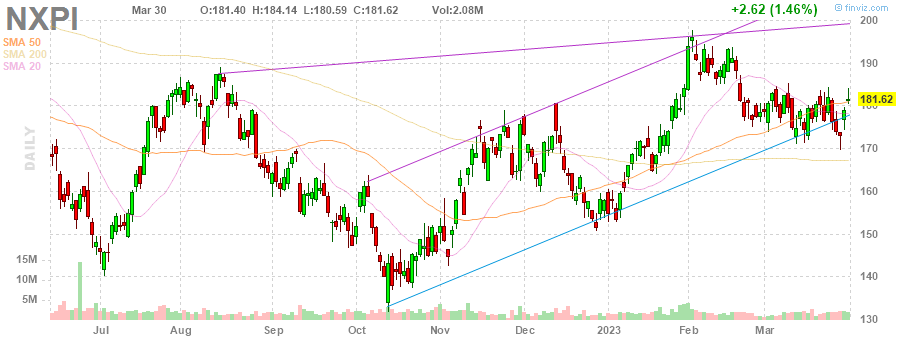 NXPI Mar 30 O:181.40 H:184.14 L:180.59 C:181.62 Vol:2.08M +2.62 (1.46%)
© finviz.com
SMA 50
SMA 200
SMA 20
DAILY
200
190
181.62
180
170
160
150
140
130
15M
10M
5M
Jul Aug Sep Oct Nov Dec 2023 Feb Mar